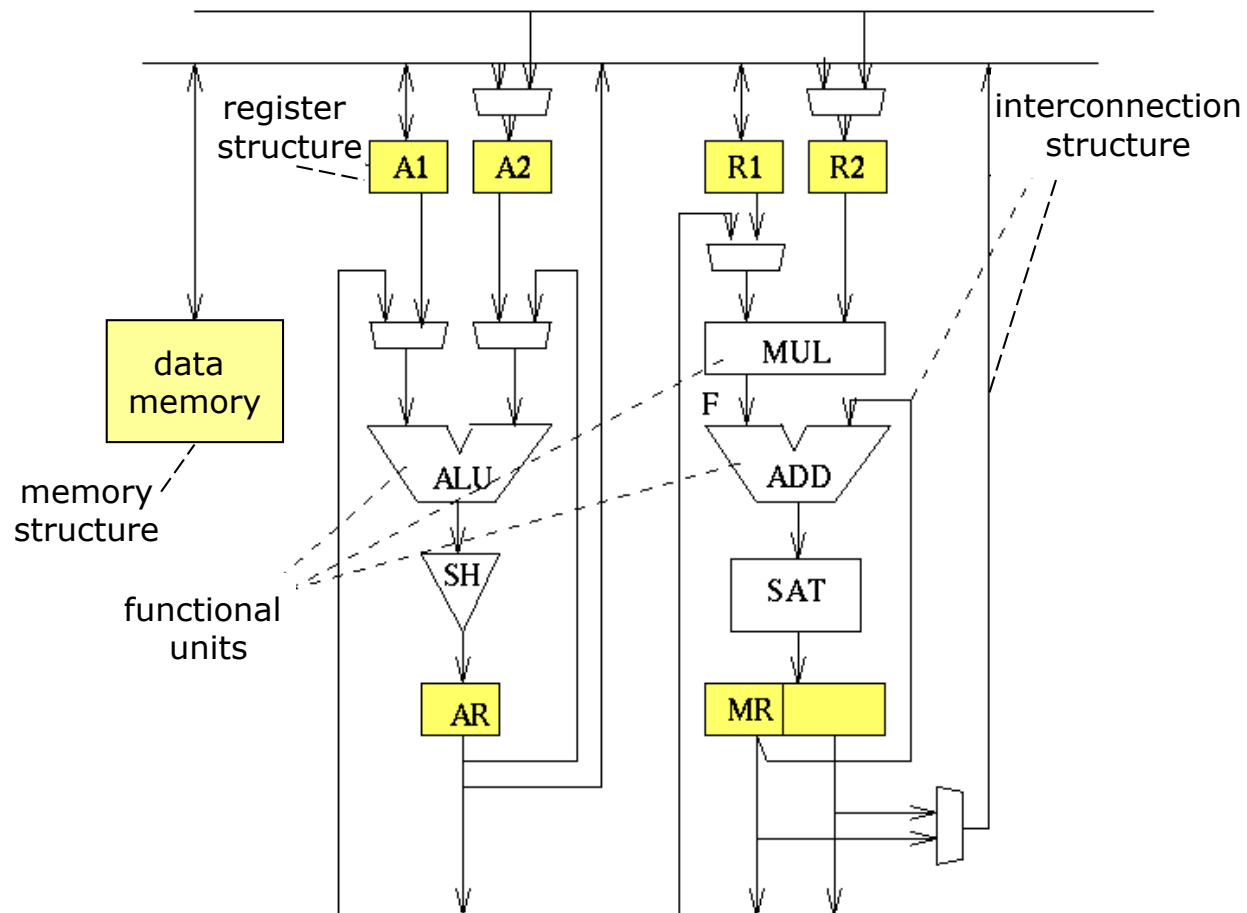 register
structure
interconnection
structure
A1
A2
R1
R2
data
memory
MUL
F
ALU
ADD
memory
structure
SH
SAT
functional
units
AR
MR